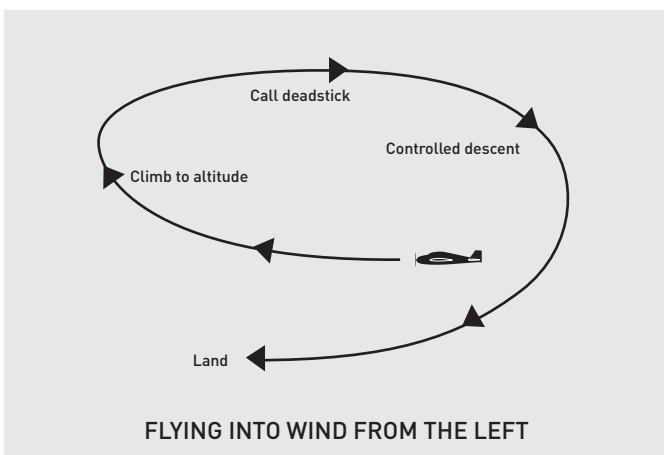 Call deadstick
Controlled descent
Climb to altitude
Land
FLYING INTO WIND FROM THE LEFT